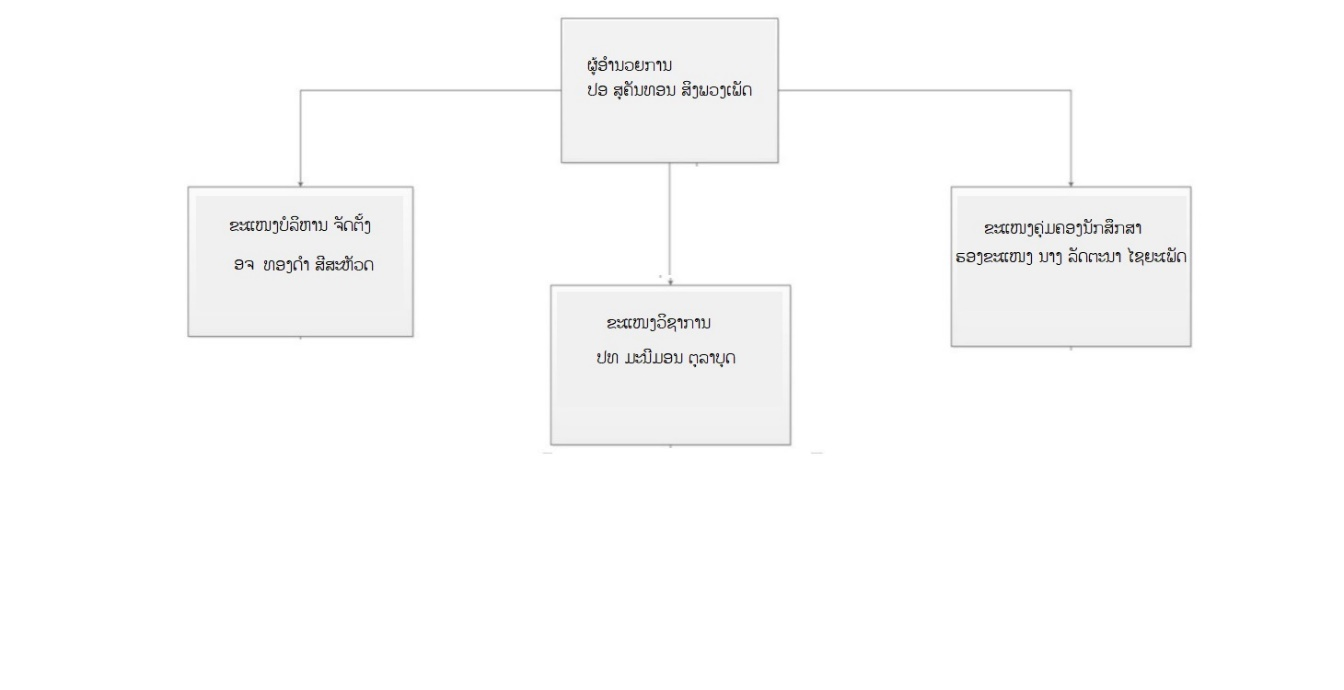 ຜູ້ອໍານວຍການ
ປອ ສຸຄັນທອນ ສິງພວງເພັດ
ຂະແໜງບໍລິຫານ ຈັດຕັ້ງ
ອຈ ທອງດໍາ ສີສະຫັວດ
ຂະແໜງວິຊາການ
ປທ ມະນີມອນ ຕຸລາບຸດ
ຂະແໜງຄຸ່ມຄອງນັກສຶກສາ
ຮອງຂະແໜງ ນາງ ລັດຕະນາ ໄຊຍະເພັດ